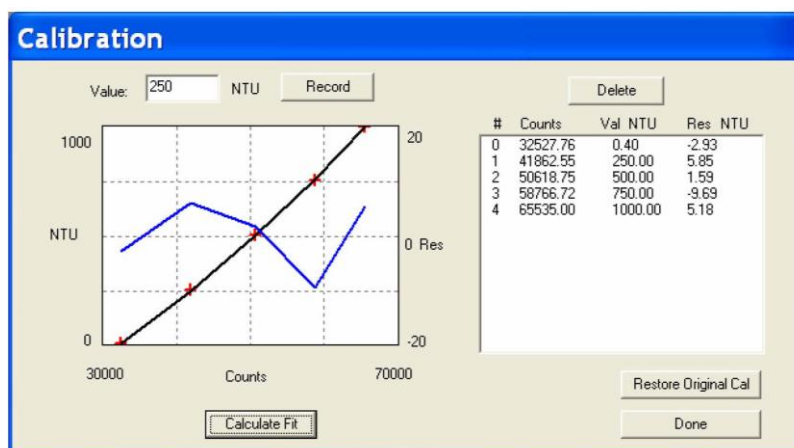 Calibration
Value: 250 NTU Record
Delete
# Counts Val NTU Res NTU
0 32527.76 0.40 -2.93
1 41862.55 250.00 5.85
2 50618.75 500.00 1.59
3 58766.72 750.00 -9.69
4 65535.00 1000.00 5.18
1000 20
NTU 0 Res
0 -20
30000 Counts 70000
Calculate Fit
Restore Original Cal
Done